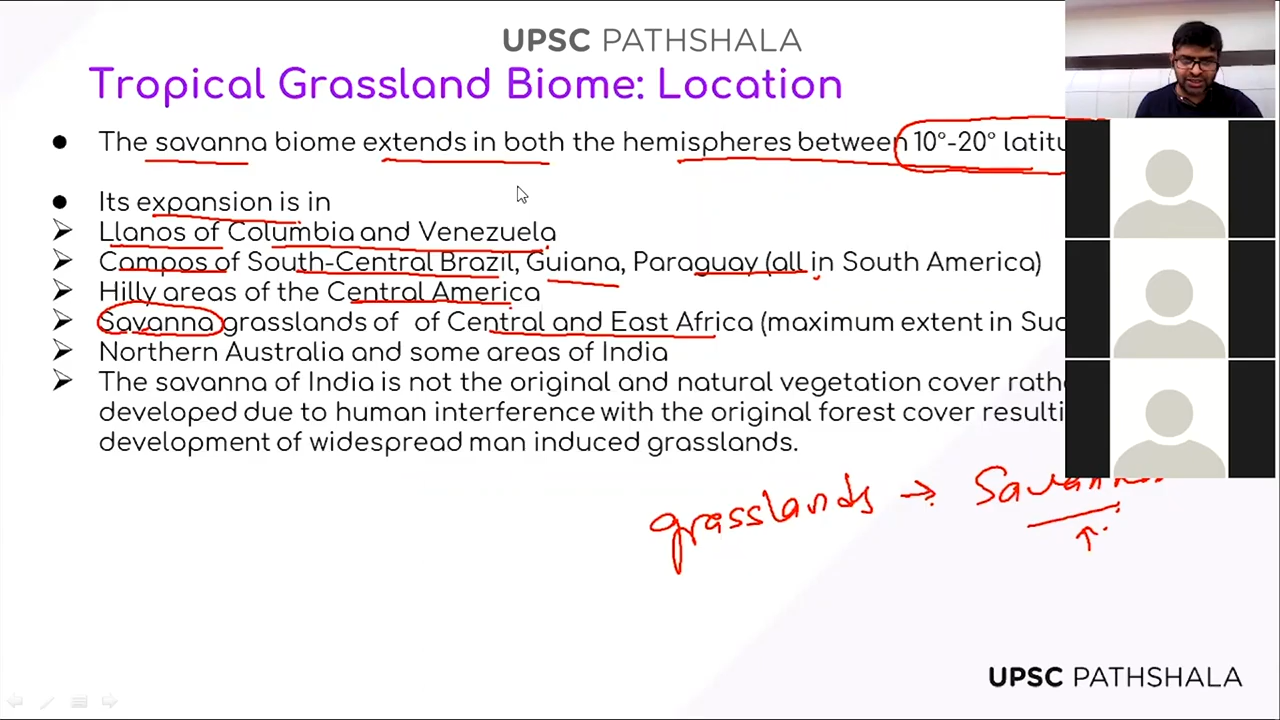 UPSC PATHSHALA
Tropical Grassland Biome: Location
● The savanna biome extends in both the hemispheres between 10°-20° latitu
● Its expansion is in
➢ Llanos of Columbia and Venezuela
➢ Campos of South-Central Brazil, Guiana, Paraguay (all in South America)
➢ Hilly areas of the Central America
➢ Savanna grasslands of of Central and East Africa (maximum extent in Sud
➢ Northern Australia and some areas of India
➢ The savanna of India is not the original and natural vegetation cover rathe
developed due to human interference with the original forest cover resulti
development of widespread man induced grasslands.
grasslands →
UPSC PATHSHALA